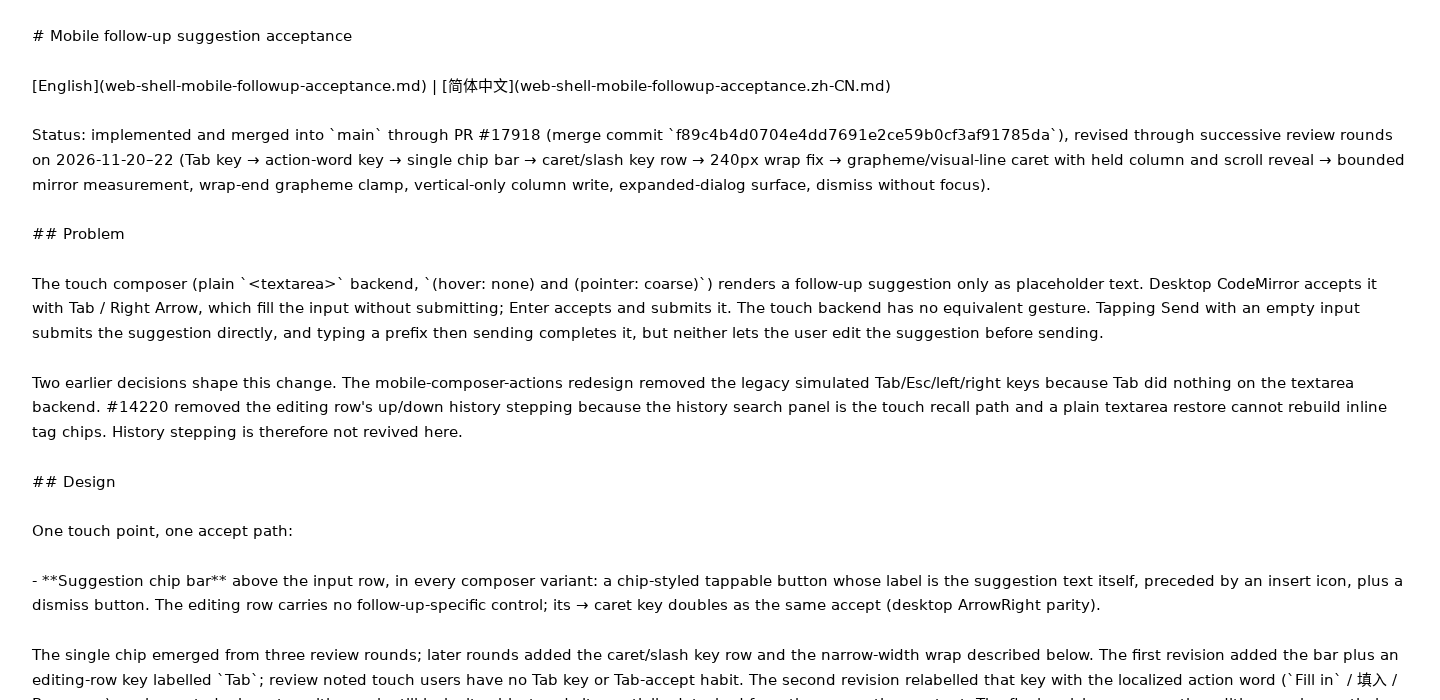 # Mobile follow-up suggestion acceptance
[English](web-shell-mobile-followup-acceptance.md) | [简体中文](web-shell-mobile-followup-acceptance.zh-CN.md)
Status: implemented and merged into `main` through PR #17918 (merge commit `f89c4b4d0704e4dd7691e2ce59b0cf3af91785da`), revised through successive review rounds
on 2026-11-20–22 (Tab key → action-word key → single chip bar → caret/slash key row → 240px wrap fix → grapheme/visual-line caret with held column and scroll reveal → bounded
mirror measurement, wrap-end grapheme clamp, vertical-only column write, expanded-dialog surface, dismiss without focus).
## Problem
The touch composer (plain `<textarea>` backend, `(hover: none) and (pointer: coarse)`) renders a follow-up suggestion only as placeholder text. Desktop CodeMirror accepts it
with Tab / Right Arrow, which fill the input without submitting; Enter accepts and submits it. The touch backend has no equivalent gesture. Tapping Send with an empty input
submits the suggestion directly, and typing a prefix then sending completes it, but neither lets the user edit the suggestion before sending.
Two earlier decisions shape this change. The mobile-composer-actions redesign removed the legacy simulated Tab/Esc/left/right keys because Tab did nothing on the textarea
backend. #14220 removed the editing row's up/down history stepping because the history search panel is the touch recall path and a plain textarea restore cannot rebuild inline
tag chips. History stepping is therefore not revived here.
## Design
One touch point, one accept path:
- **Suggestion chip bar** above the input row, in every composer variant: a chip-styled tappable button whose label is the suggestion text itself, preceded by an insert icon, plus a
dismiss button. The editing row carries no follow-up-specific control; its → caret key doubles as the same accept (desktop ArrowRight parity).
The single chip emerged from three review rounds; later rounds added the caret/slash key row and the narrow-width wrap described below. The first revision added the bar plus an
editing-row key labelled `Tab`; review noted touch users have no Tab key or Tab-accept habit. The second revision relabelled that key with the localized action word (`Fill in` / 填入 /